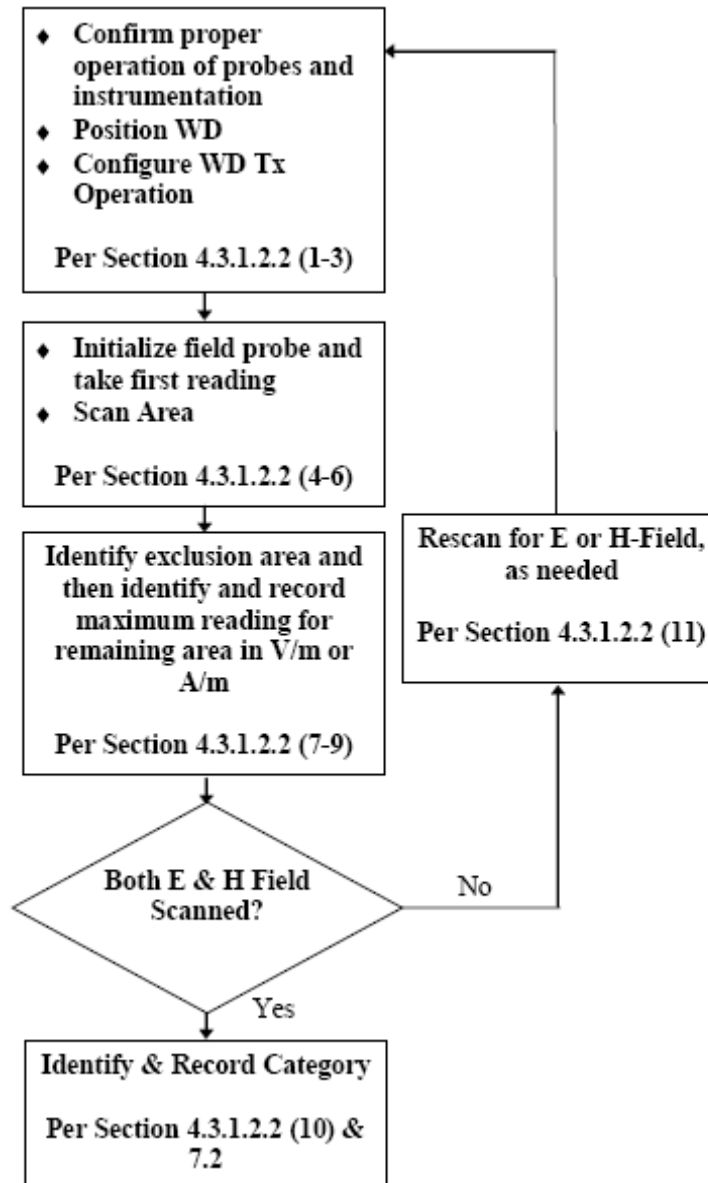 ♦ Confirm proper
operation of probes and
instrumentation
♦ Position WD
♦ Configure WD Tx
Operation
Per Section 4.3.1.2.2 (1-3)
♦ Initialize field probe and
take first reading
♦ Scan Area
Per Section 4.3.1.2.2 (4-6)
Identify exclusion area and
then identify and record
maximum reading for
remaining area in V/m or
A/m
Per Section 4.3.1.2.2 (7-9)
Rescan for E or H-Field,
as needed
Per Section 4.3.1.2.2 (11)
Both E & H Field
Scanned?
No
Yes
Identify & Record Category
Per Section 4.3.1.2.2 (10) &
7.2